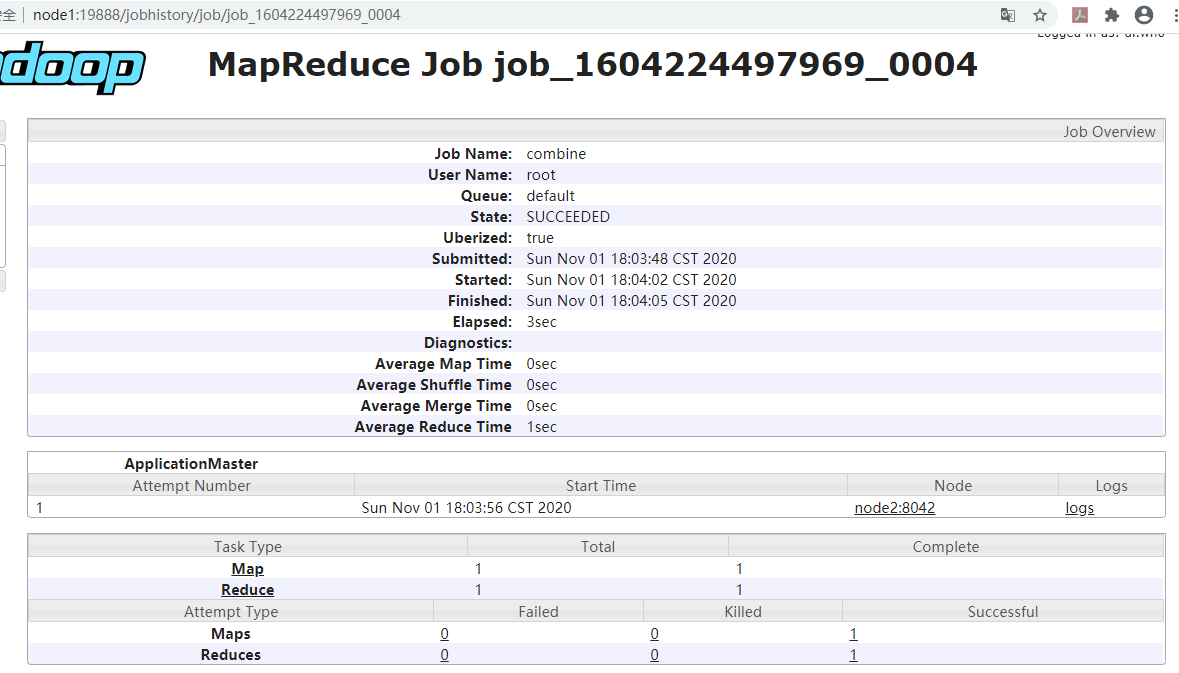 安全 node1:19888/jobhistory/job/job_1604224497969_0004
Logged in as: dr.who
doop MapReduce Job job_1604224497969_0004
Job Overview
Job Name: combine
User Name: root
Queue: default
State: SUCCEEDED
Uberized: true
Submitted: Sun Nov 01 18:03:48 CST 2020
Started: Sun Nov 01 18:04:02 CST 2020
Finished: Sun Nov 01 18:04:05 CST 2020
Elapsed: 3sec
Diagnostics:
Average Map Time 0sec
Average Shuffle Time 0sec
Average Merge Time 0sec
Average Reduce Time 1sec
ApplicationMaster
Attempt Number Start Time Node Logs
1 Sun Nov 01 18:03:56 CST 2020 node2:8042 logs
Task Type Total Complete
Map 1 1
Reduce 1 1
Attempt Type Failed Killed Successful
Maps 0 0 1
Reduces 0 0 1